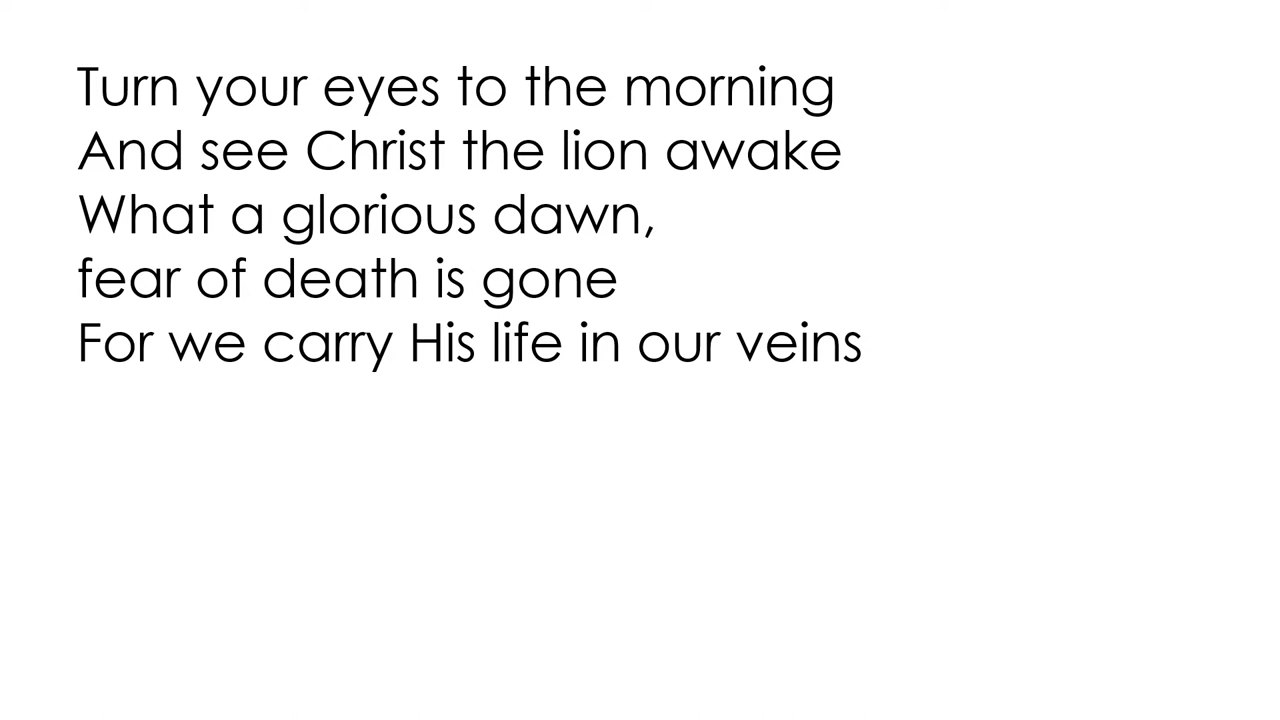 Turn your eyes to the morning
And see Christ the lion awake
What a glorious dawn,
fear of death is gone
For we carry His life in our veins